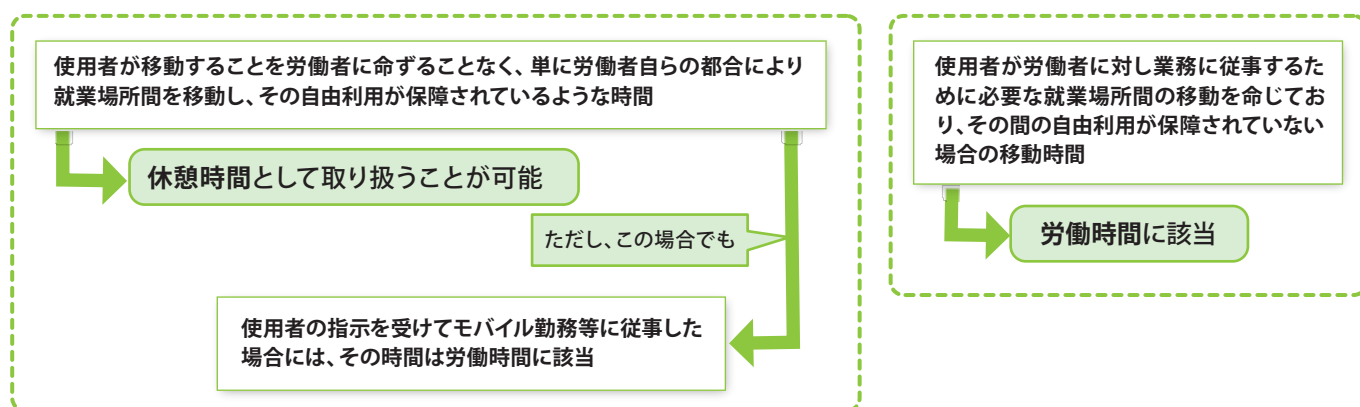 使用者が移動することを労働者に命ずることなく、単に労働者自らの都合により
就業場所間を移動し、その自由利用が保障されているような時間
休憩時間として取り扱うことが可能
ただし、この場合でも
使用者の指示を受けてモバイル勤務等に従事した
場合には、その時間は労働時間に該当
使用者が労働者に対し業務に従事するた
めに必要な就業場所間の移動を命じてお
り、その間の自由利用が保障されていない
場合の移動時間
労働時間に該当